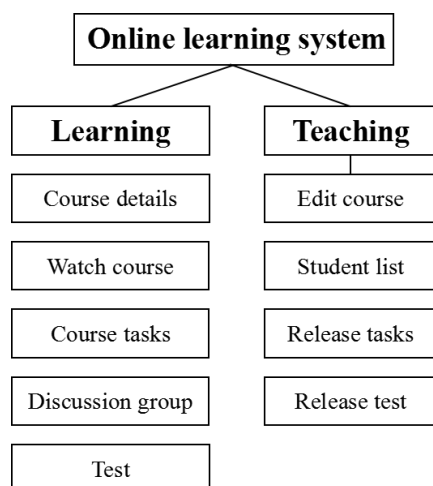 Online learning system
Learning
Teaching
Course details
Edit course
Watch course
Student list
Course tasks
Release tasks
Discussion group
Release test
Test